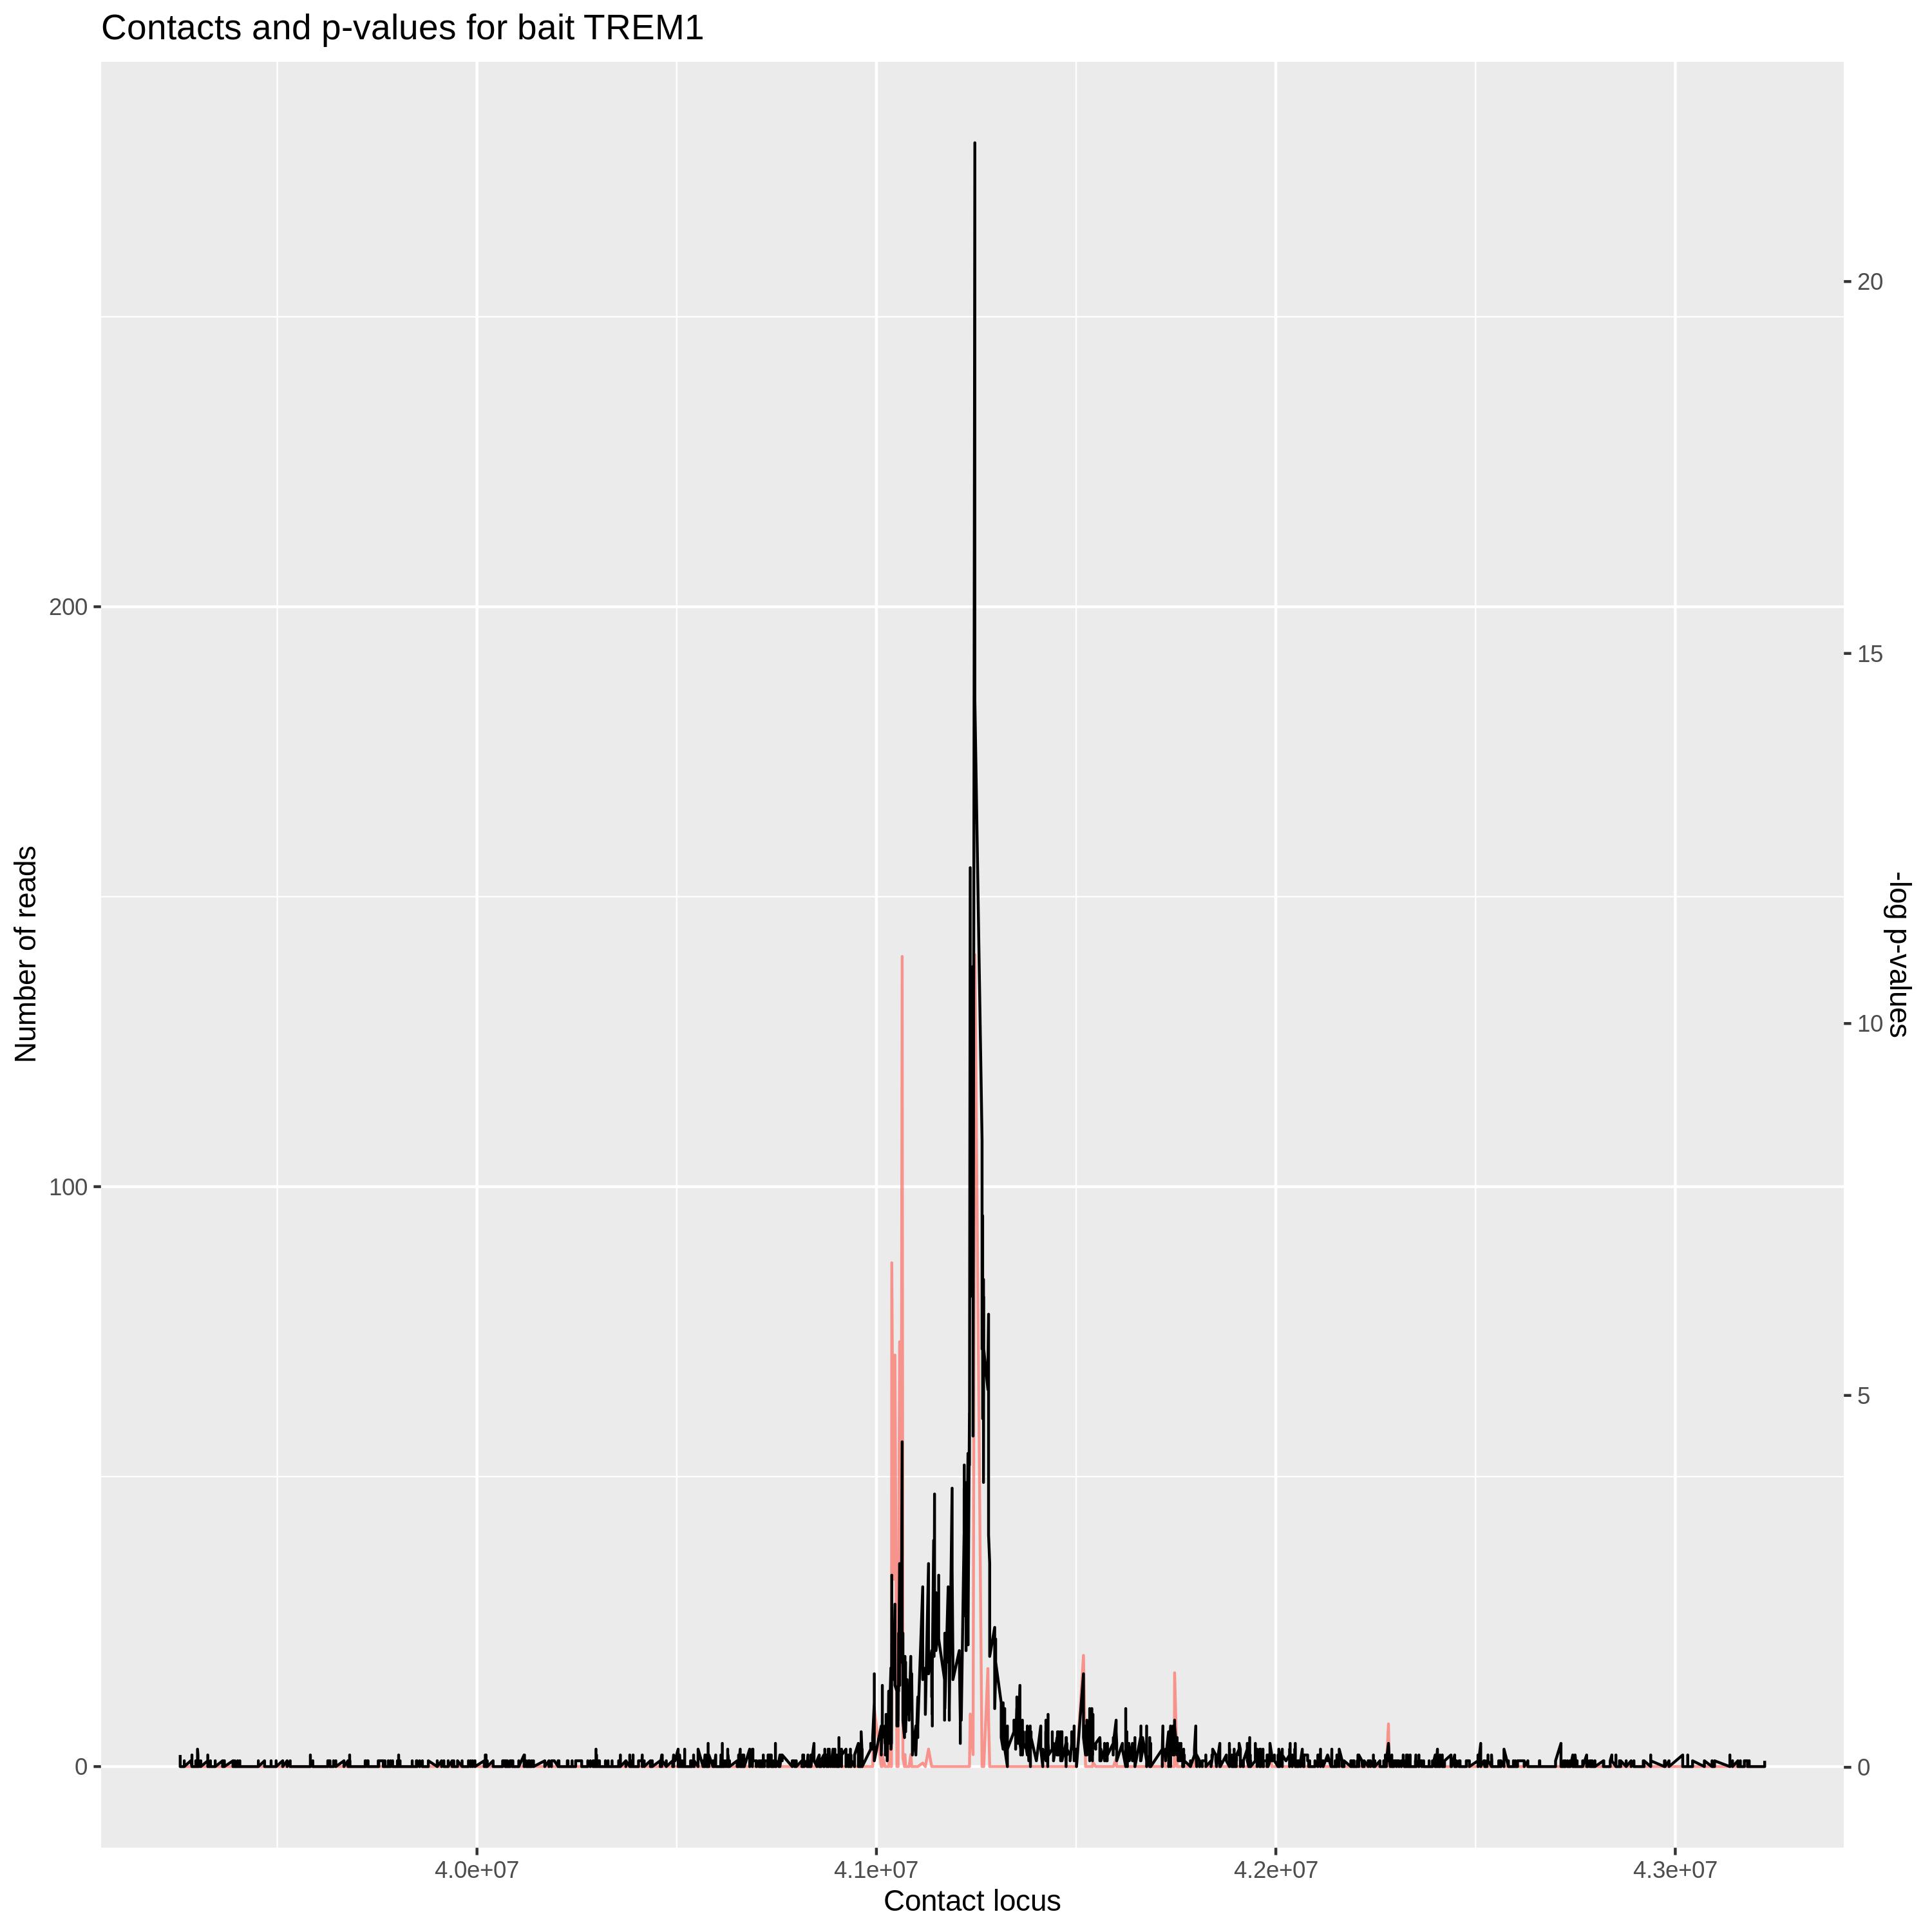 Contacts and p-values for bait TREM1
Number of reads
200
100
0
20
15
10
5
0
-log p-values
4.0e+07
4.1e+07
4.2e+07
4.3e+07
Contact locus